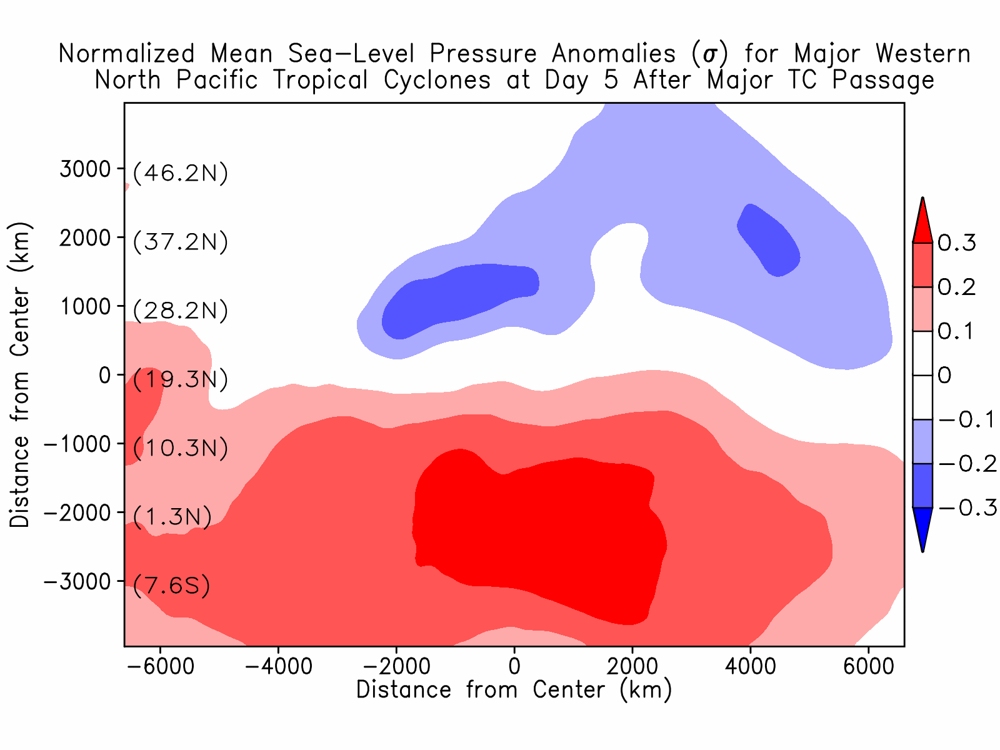 Normalized Mean Sea-Level Pressure Anomalies (σ) for Major Western
North Pacific Tropical Cyclones at Day 5 After Major TC Passage
Distance from Center (km)
3000
2000
1000
0
-1000
-2000
-3000
(46.2N)
(37.2N)
(28.2N)
(19.3N)
(10.3N)
(1.3N)
(7.6S)
0.3
0.2
0.1
0
-0.1
-0.2
-0.3
-6000 -4000 -2000 0 2000 4000 6000
Distance from Center (km)